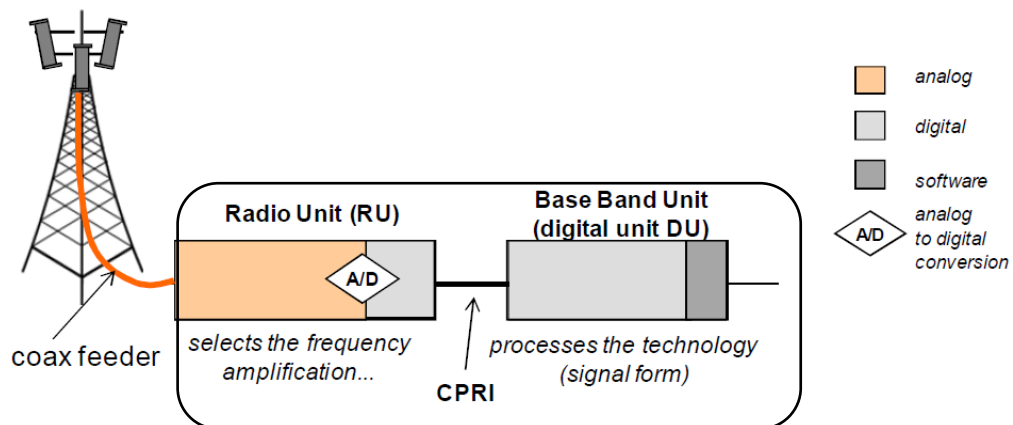 analog
digital
software
A/D
analog
to digital
conversion
Radio Unit (RU)
Base Band Unit
(digital unit DU)
A/D
coax feeder
selects the frequency
amplification...
CPRI
processes the technology
(signal form)